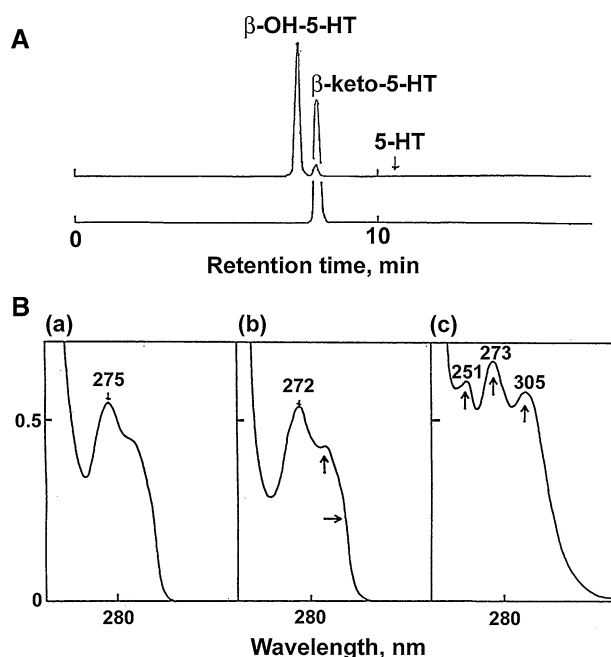 A
β-OH-5-HT
β-keto-5-HT
5-HT
0
10
Retention time, min
B
(a)
(b)
(c)
275
272
251
273
305
0.5
0
280
280
280
Wavelength, nm